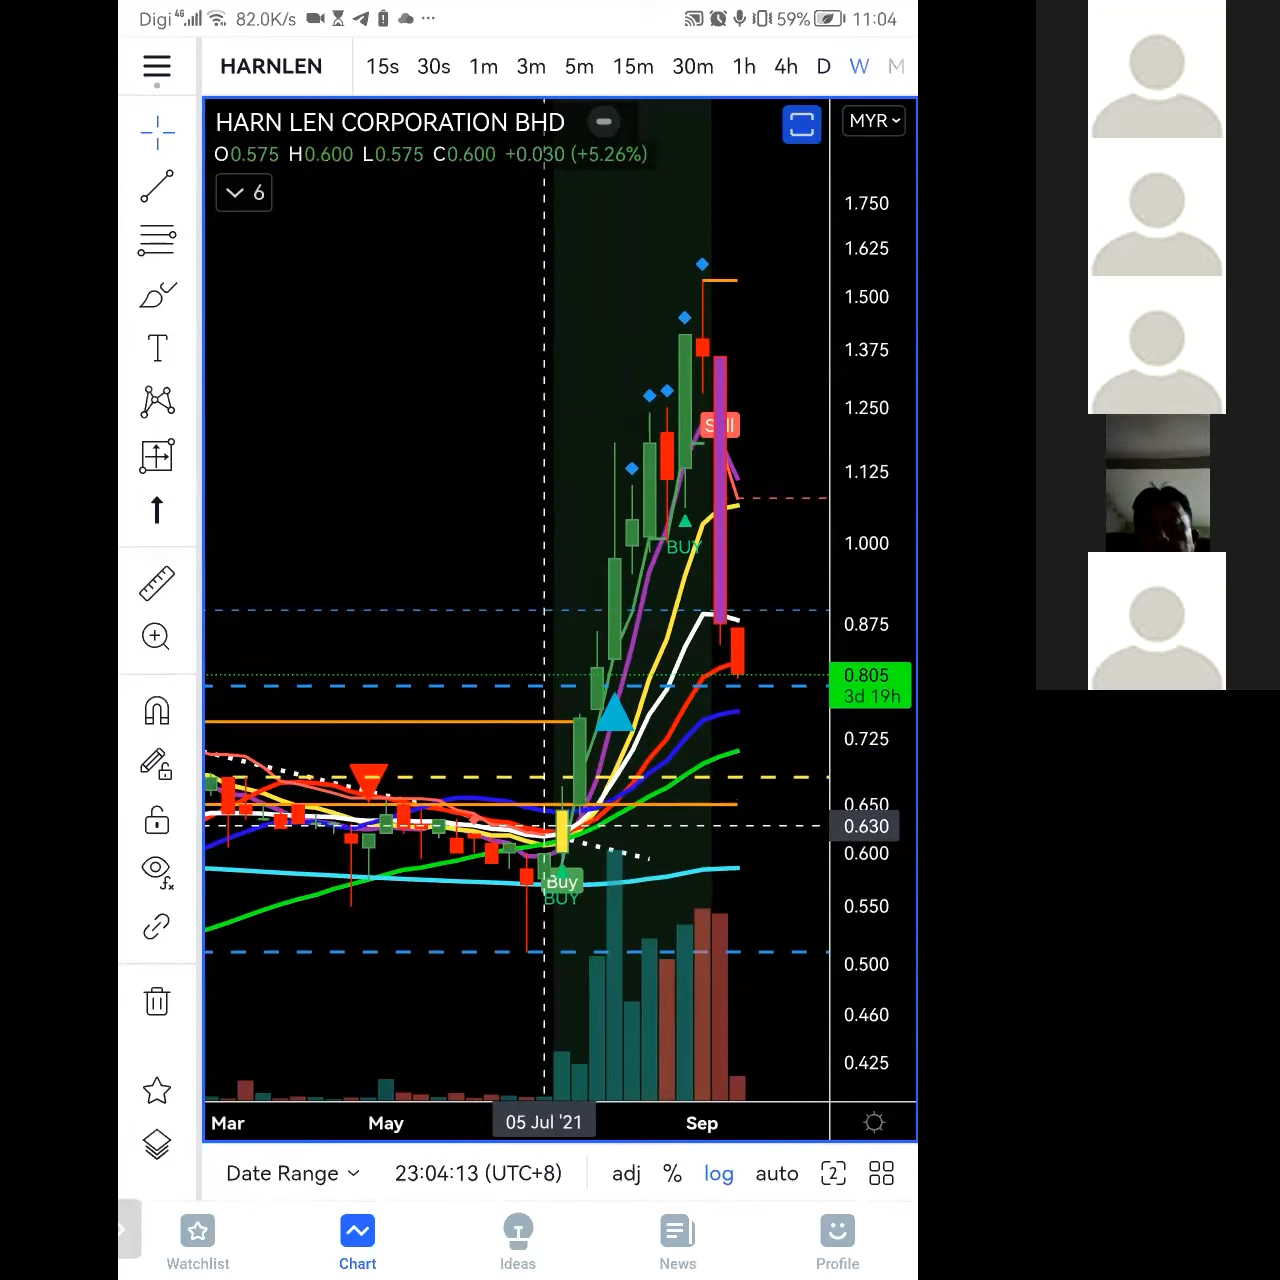 Digi 4G 82.0K/s 59% 11:04
HARNLEN 15s 30s 1m 3m 5m 15m 30m 1h 4h D W M
HARN LEN CORPORATION BHD
MYR
O0.575 H0.600 L0.575 C0.600 +0.030 (+5.26%)
6
1.750
1.625
1.500
1.375
1.250
Sell
1.125
1.000
BUY
0.875
0.805
3d 19h
0.725
0.650
0.630
0.600
Buy
BUY
0.550
0.500
0.460
0.425
Mar May 05 Jul '21 Sep
Date Range 23:04:13 (UTC+8) adj % log auto 2
Watchlist Chart Ideas News Profile